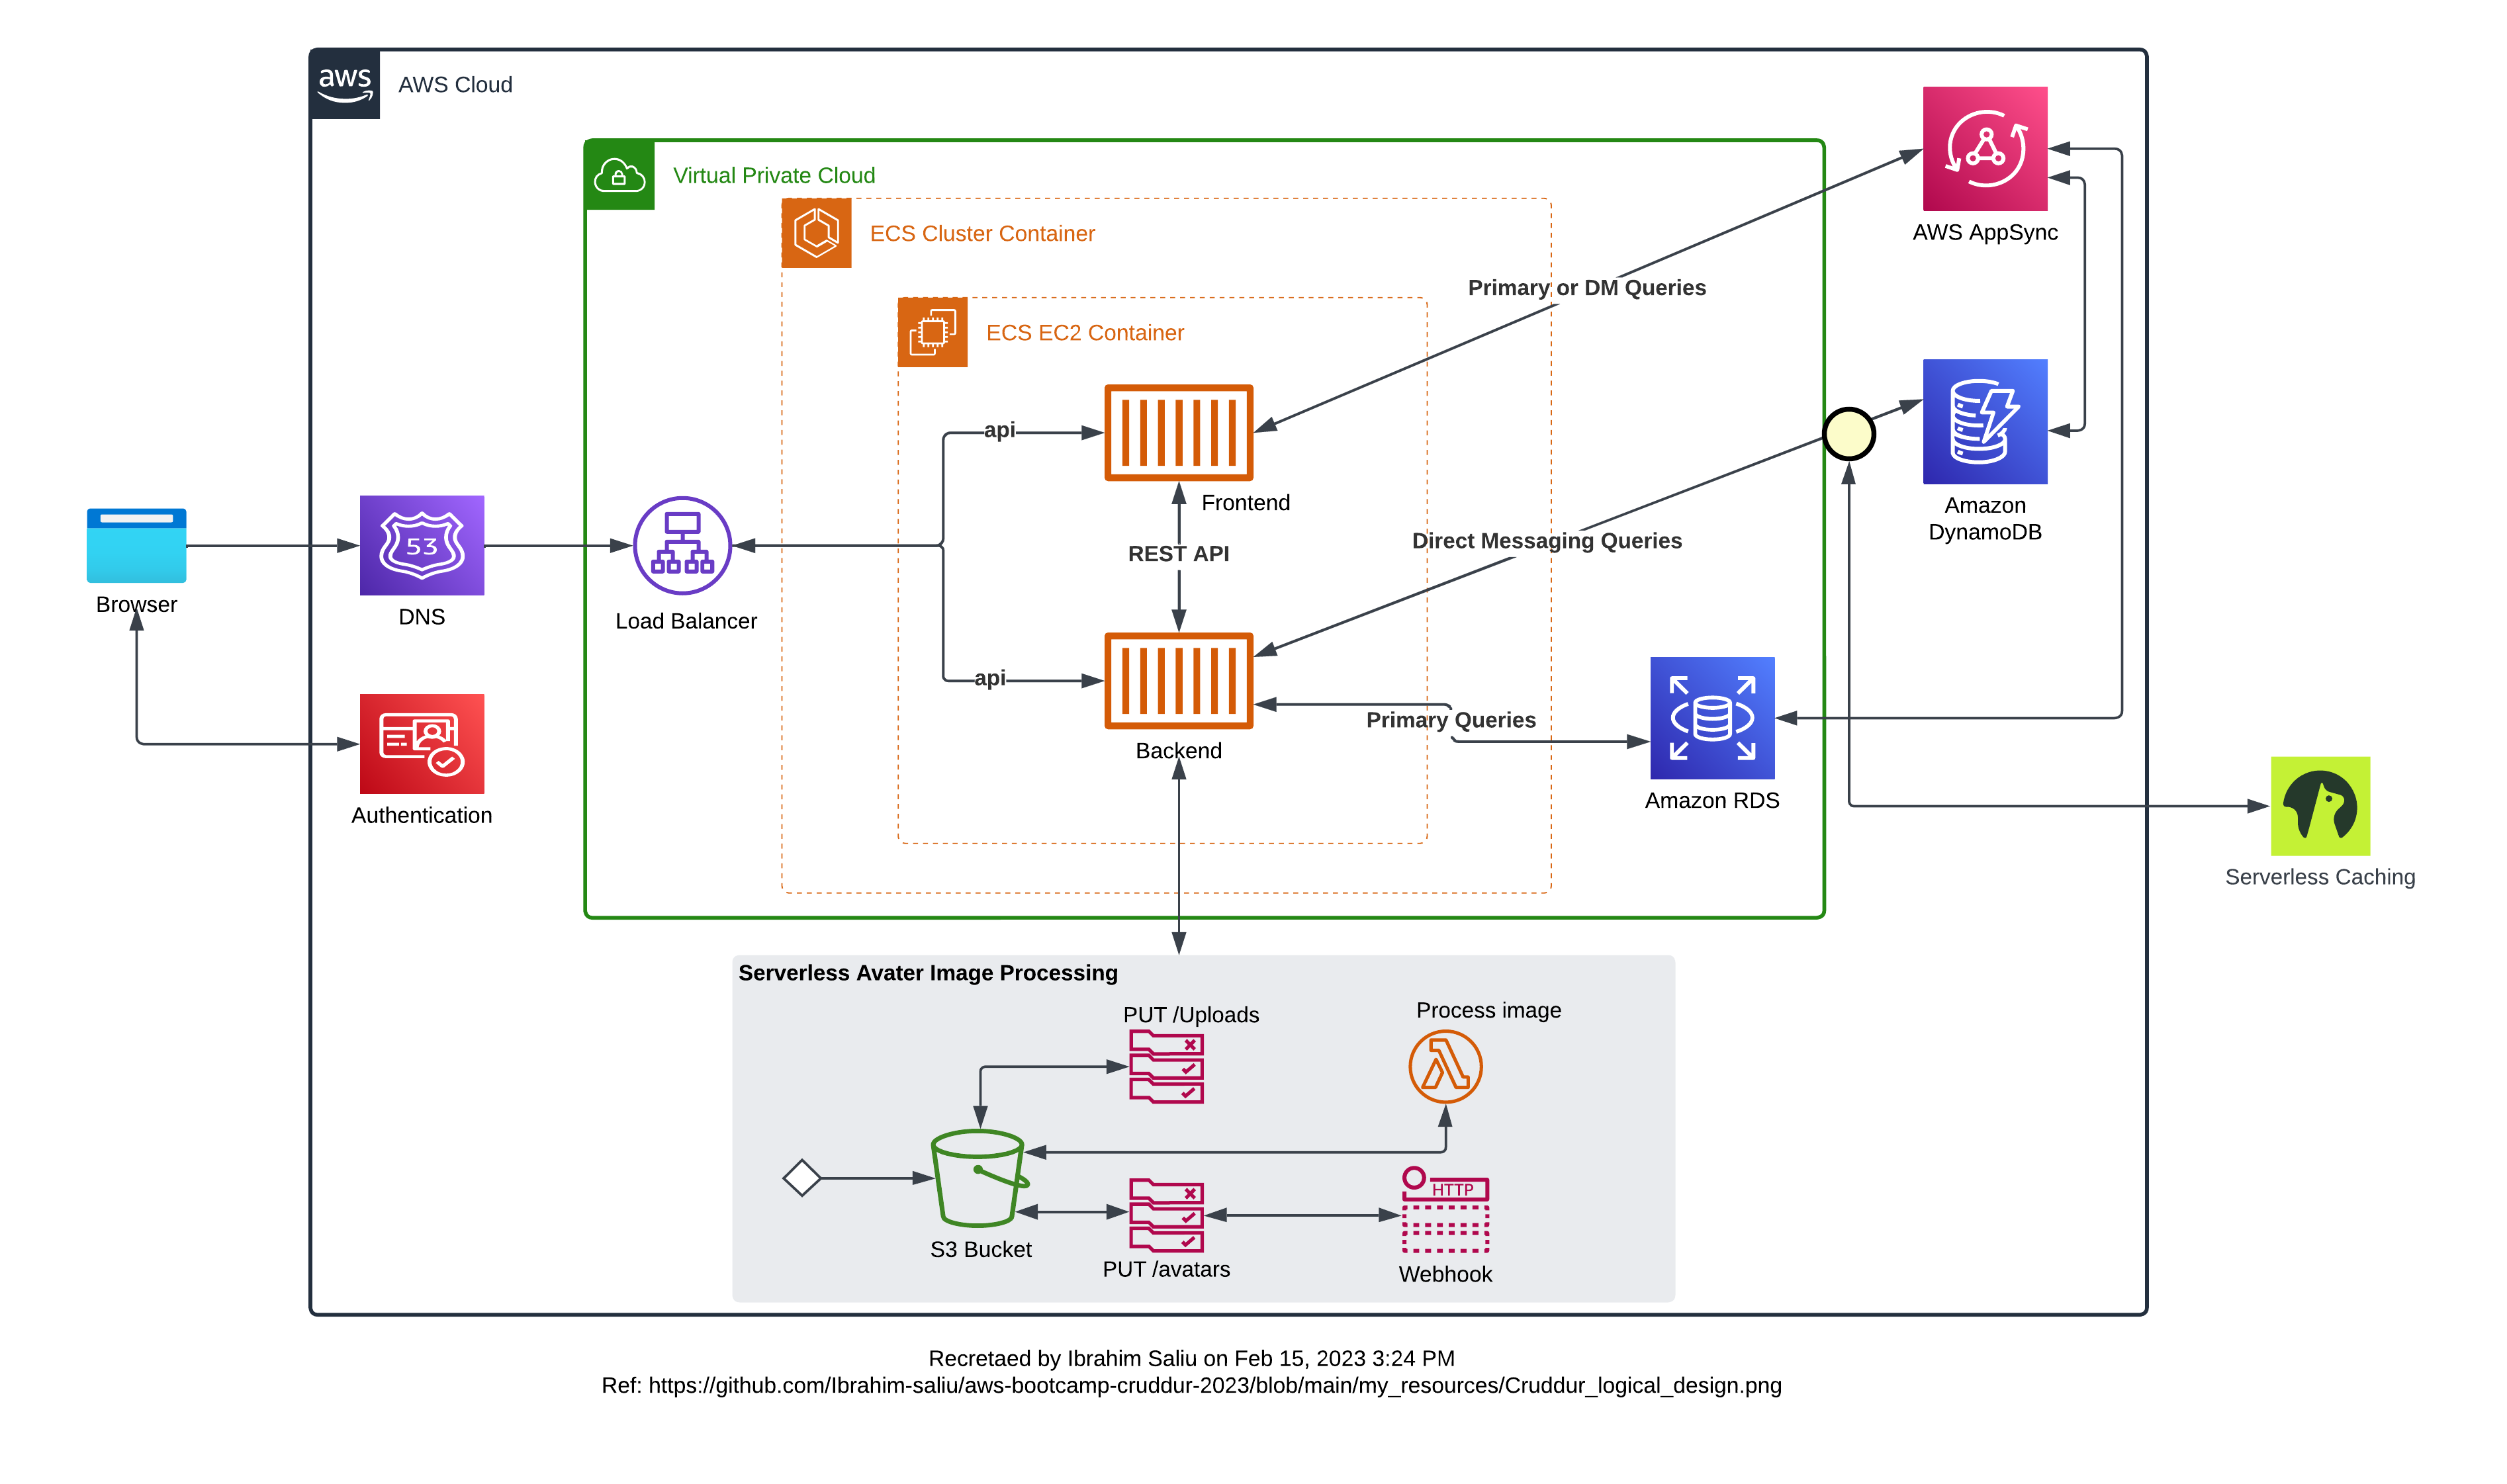 aws
AWS Cloud
Virtual Private Cloud
ECS Cluster Container
AWS AppSync
Primary or DM Queries
ECS EC2 Container
api
Frontend
Amazon
DynamoDB
53
Direct Messaging Queries
REST API
Browser
DNS
Load Balancer
api
Primary Queries
Backend
Amazon RDS
Authentication
Serverless Caching
Serverless Avater Image Processing
PUT /Uploads
Process image
HTTP
S3 Bucket
PUT /avatars
Webhook
Recretaed by Ibrahim Saliu on Feb 15, 2023 3:24 PM
Ref: https://github.com/Ibrahim-saliu/aws-bootcamp-cruddur-2023/blob/main/my_resources/Cruddur_logical_design.png